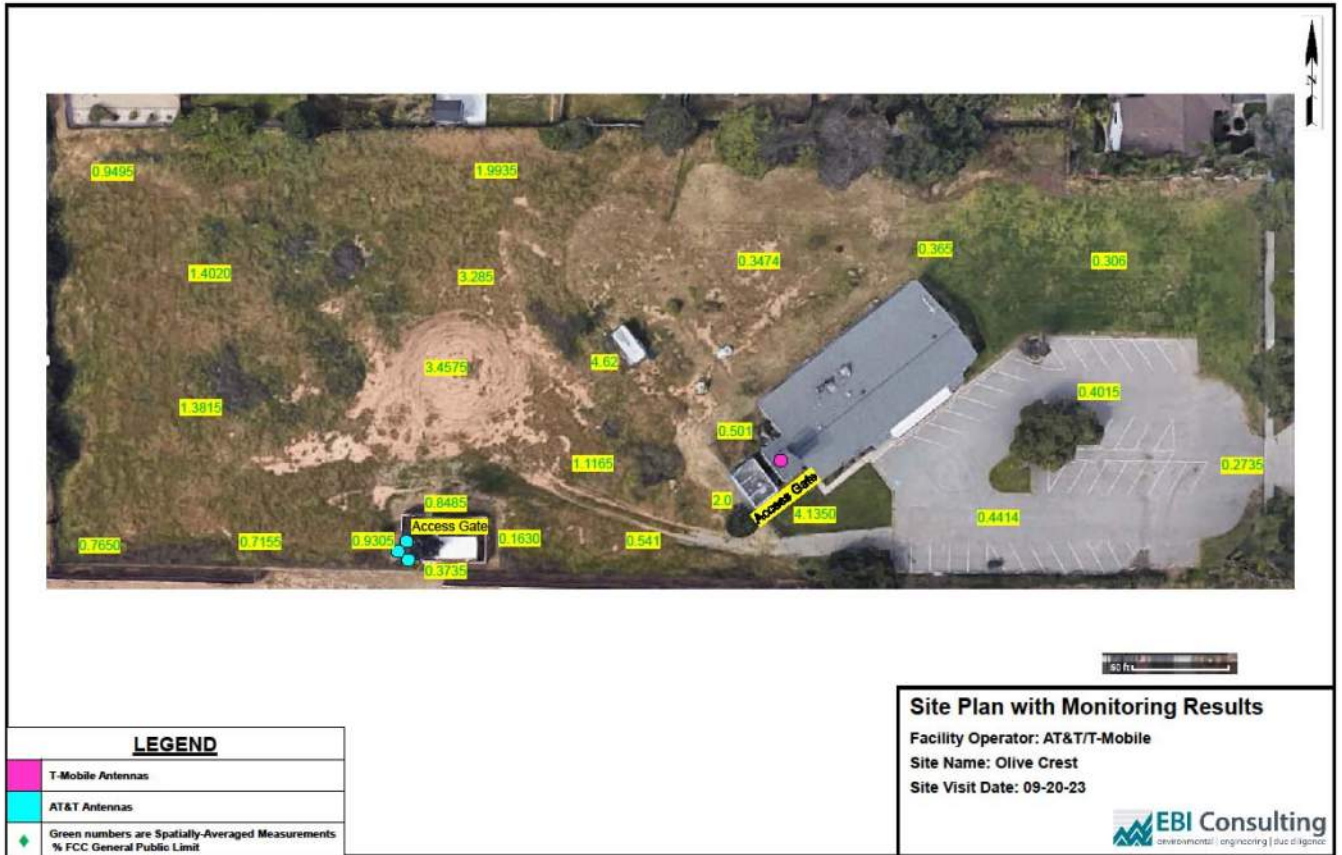 N
0.9495
1.9935
1.4020
3.285
0.3474
0.365
0.306
3.4575
4.62
1.3815
0.4015
0.501
1.1165
0.2735
2.0
Access Gate
4.1350
0.4414
0.8485
Access Gate
0.7650
0.7155
0.9305
0.1630
0.541
0.3735
60 ft
LEGEND
T-Mobile Antennas
AT&T Antennas
Green numbers are Spatially-Averaged Measurements
% FCC General Public Limit
Site Plan with Monitoring Results
Facility Operator: AT&T/T-Mobile
Site Name: Olive Crest
Site Visit Date: 09-20-23
EBI Consulting
environmental | engineering | due diligence